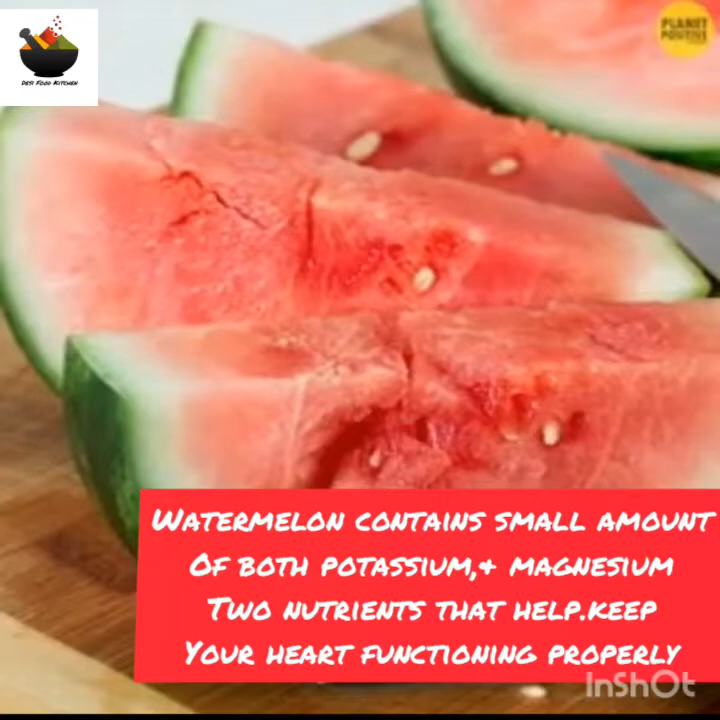 Desi Food Kitchen
PLANET
POSITIVE
Watermelon contains small amount
Of both potassium,& magnesium
Two nutrients that help.keep
Your heart functioning properly
InShOt